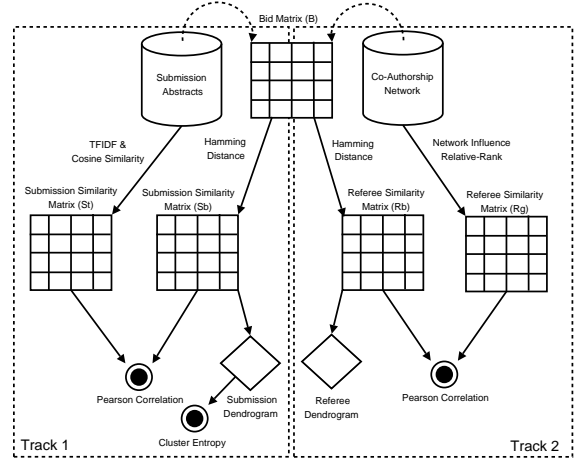 Bid Matrix (B)
Submission
Abstracts
Co-Authorship
Network
TFIDF &
Cosine Similarity
Hamming
Distance
Hamming
Distance
Network Influence
Relative-Rank
Submission Similarity
Matrix (St)
Submission Similarity
Matrix (Sb)
Referee Similarity
Matrix (Rb)
Referee Similarity
Matrix (Rg)
Pearson Correlation
Submission
Dendrogram
Referee
Dendrogram
Pearson Correlation
Cluster Entropy
Track 1
Track 2